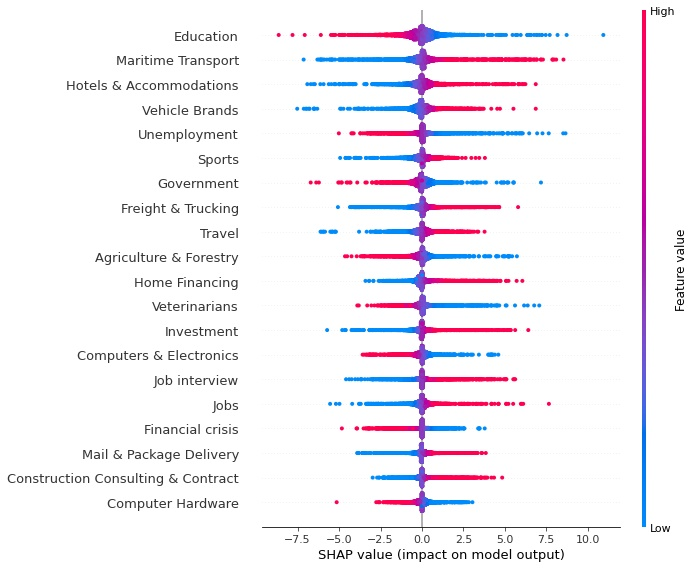 High
Education
Maritime Transport
Hotels & Accommodations
Vehicle Brands
Unemployment
Sports
Government
Freight & Trucking
Travel
Agriculture & Forestry
Home Financing
Veterinarians
Investment
Computers & Electronics
Job interview
Jobs
Financial crisis
Mail & Package Delivery
Construction Consulting & Contract
Computer Hardware
Feature value
Low
−7.5 −5.0 −2.5 0.0 2.5 5.0 7.5 10.0
SHAP value (impact on model output)